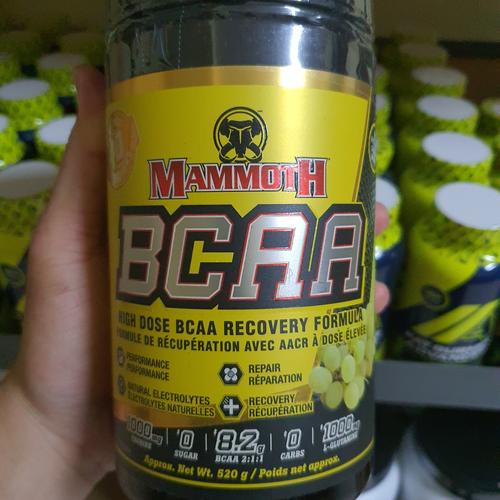 MAMMOTH
BCAA
HIGH DOSE BCAA RECOVERY FORMULA
FORMULE DE RÉCUPÉRATION AVEC AACR À DOSE ÉLEVÉE
PERFORMANCE
PERFORMANCE
REPAIR
RÉPARATION
NATURAL ELECTROLYTES
ÉLECTROLYTES NATURELLES
RECOVERY
RÉCUPÉRATION
1000mg 0 8.2g 0 1000mg
SUGAR BCAA 2:1:1 CARBS L-GLUTAMINE
Approx. Net Wt. 520 g / Poids net approx.